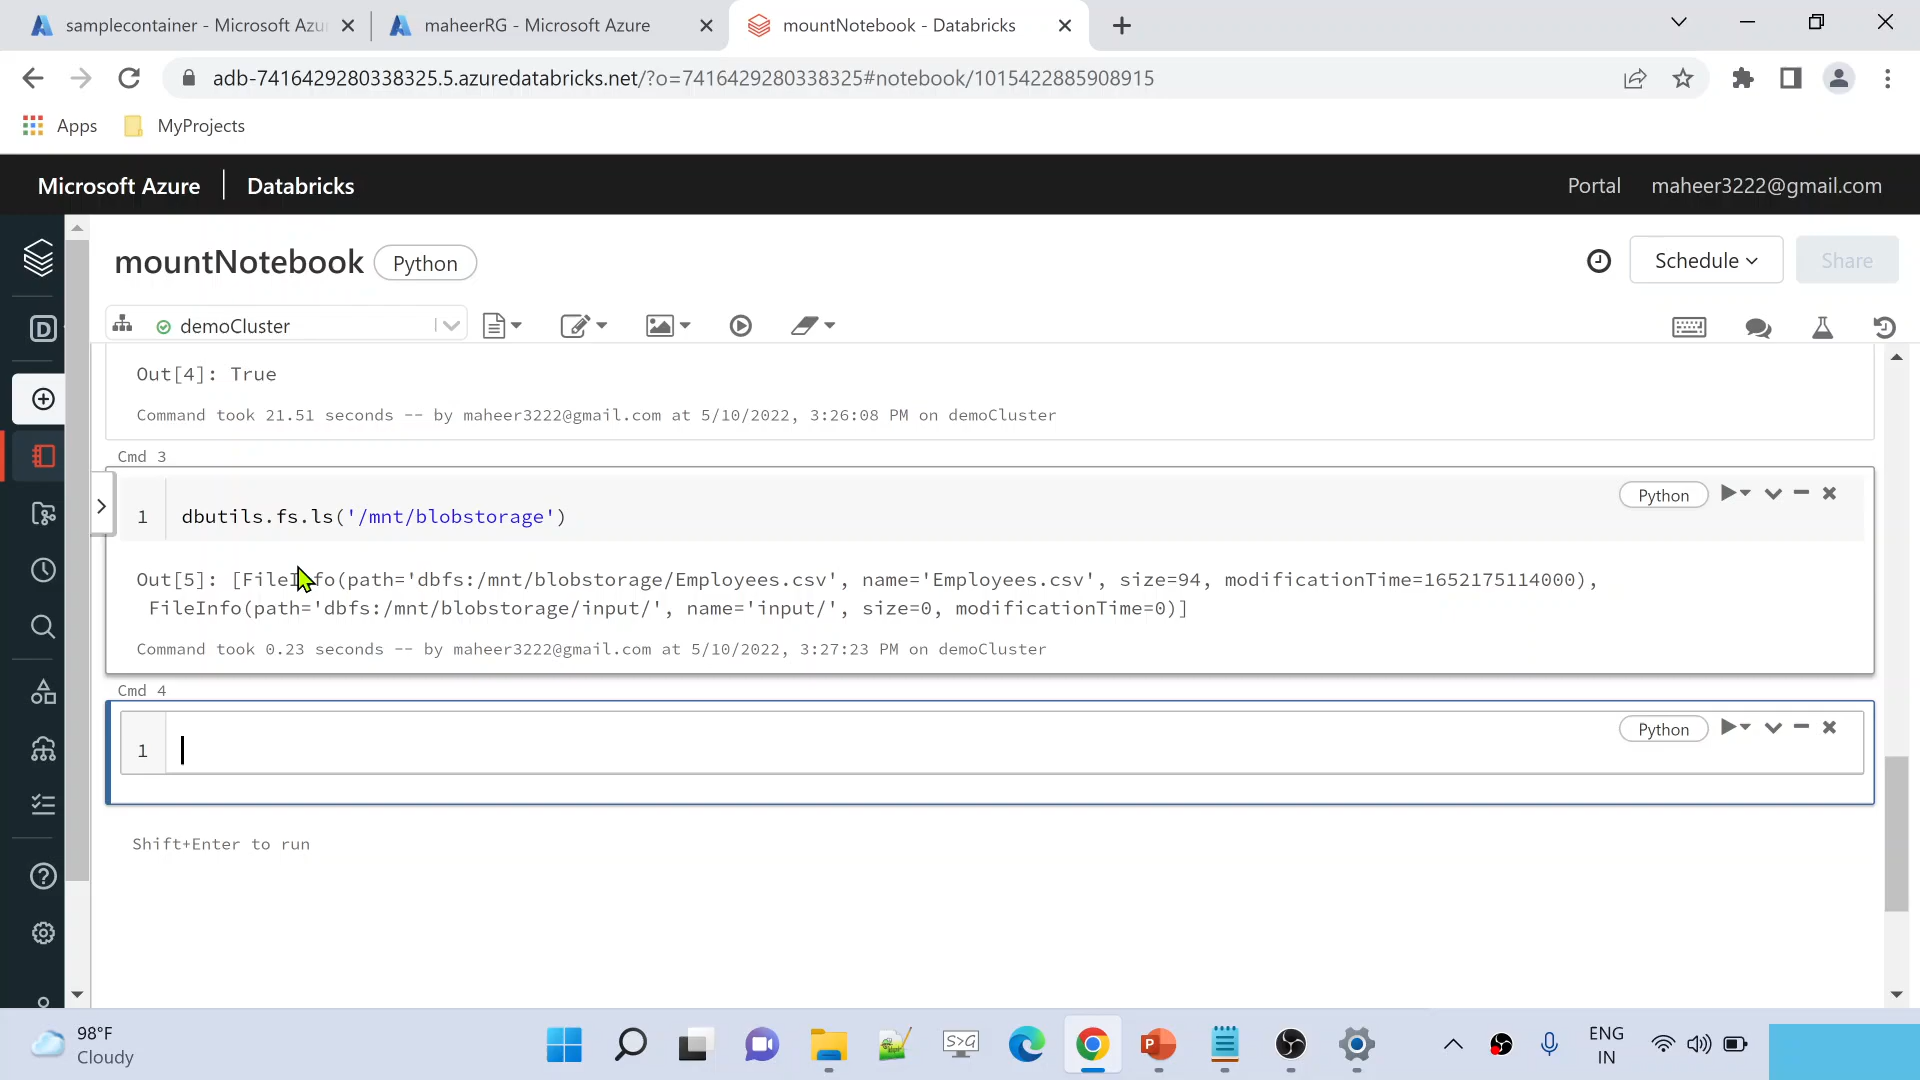 samplecontainer - Microsoft Azu
maheerRG - Microsoft Azure
mountNotebook - Databricks
adb-7416429280338325.5.azuredatabricks.net/?o=7416429280338325#notebook/1015422885908915
Apps
MyProjects
Microsoft Azure
Databricks
Portal
maheer3222@gmail.com
mountNotebook
Python
Schedule
Share
demoCluster
Out[4]: True
Command took 21.51 seconds -- by maheer3222@gmail.com at 5/10/2022, 3:26:08 PM on demoCluster
Cmd 3
Python
1 dbutils.fs.ls('/mnt/blobstorage')
Out[5]: [FileInfo(path='dbfs:/mnt/blobstorage/Employees.csv', name='Employees.csv', size=94, modificationTime=1652175114000),
FileInfo(path='dbfs:/mnt/blobstorage/input/', name='input/', size=0, modificationTime=0)]
Command took 0.23 seconds -- by maheer3222@gmail.com at 5/10/2022, 3:27:23 PM on demoCluster
Cmd 4
Python
1
Shift+Enter to run
98°F
Cloudy
S>G
ENG
IN